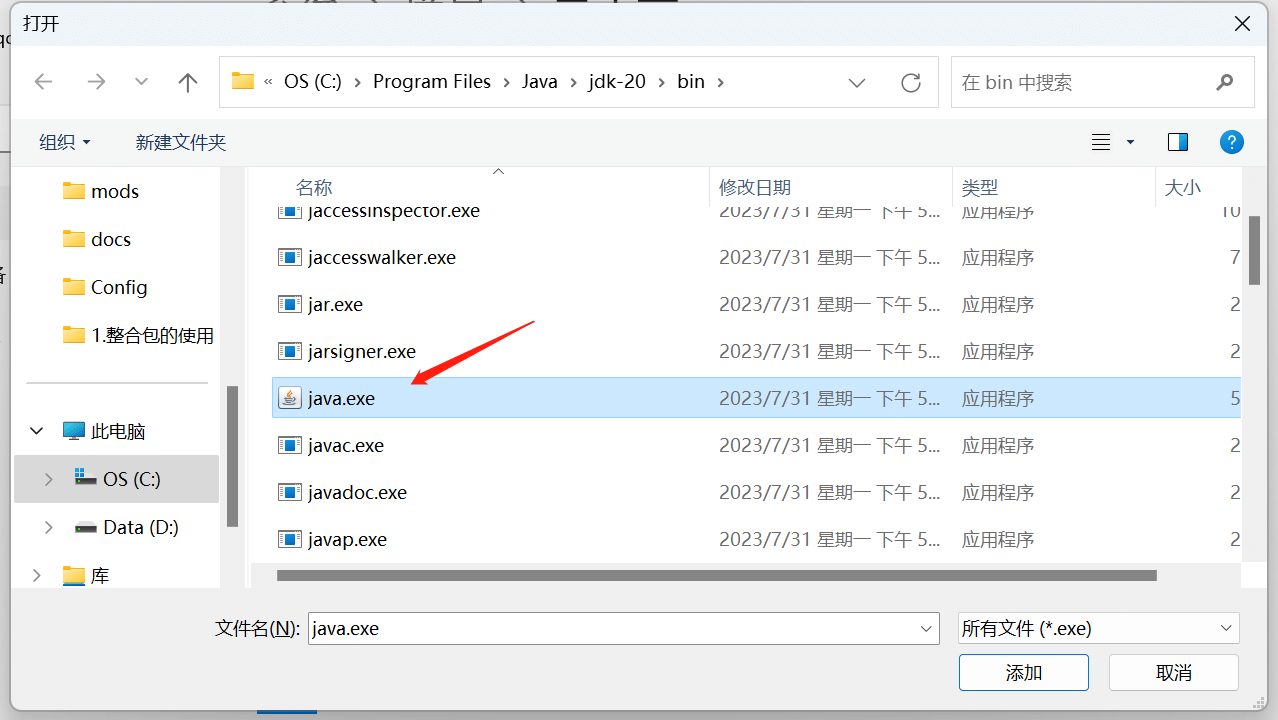 打开
« OS (C:) › Program Files › Java › jdk-20 › bin ›
在 bin 中搜索
组织
新建文件夹
?
mods
docs
Config
1.整合包的使用
此电脑
OS (C:)
Data (D:)
库
名称 修改日期 类型 大小
jaccessinspector.exe 2023/7/31 星期一 下午 5... 应用程序 10
jaccesswalker.exe 2023/7/31 星期一 下午 5... 应用程序 7
jar.exe 2023/7/31 星期一 下午 5... 应用程序 2
jarsigner.exe 2023/7/31 星期一 下午 5... 应用程序 2
java.exe 2023/7/31 星期一 下午 5... 应用程序 5
javac.exe 2023/7/31 星期一 下午 5... 应用程序 2
javadoc.exe 2023/7/31 星期一 下午 5... 应用程序 2
javap.exe 2023/7/31 星期一 下午 5... 应用程序 2
文件名(N): java.exe
所有文件 (*.exe)
添加
取消